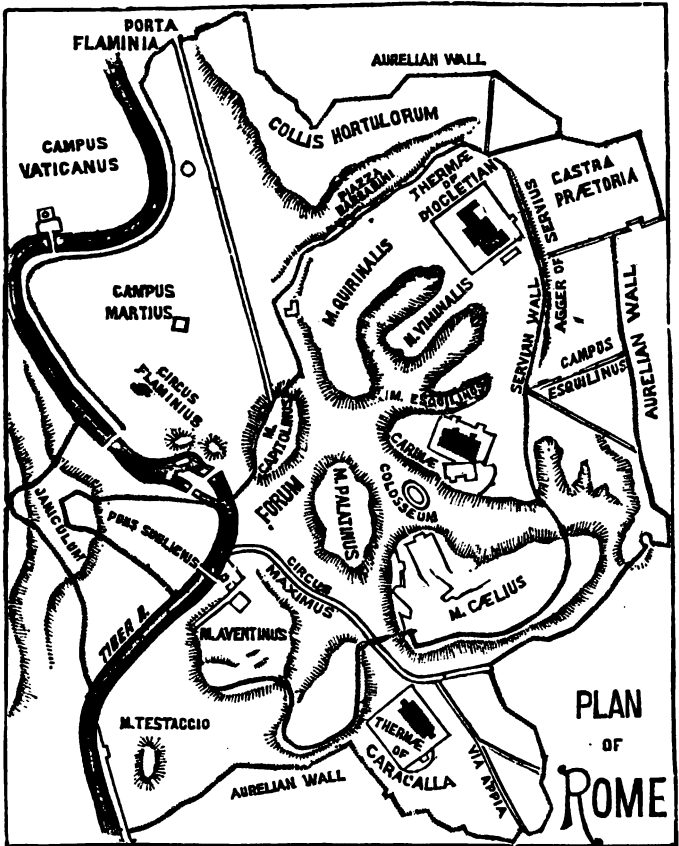 PORTA
FLAMINIA
AURELIAN WALL
COLLIS HORTULORUM
CAMPUS
VATICANUS
PIAZZA
BARBARINI
THERMÆ
OF
DIOCLETIAN
CASTRA
PRÆTORIA
AGGER OF SERVIUS
SERVIAN WALL
AURELIAN WALL
M. QUIRINALIS
M. VIMINALIS
CAMPUS
MARTIUS
CAMPUS
ESQUILINUS
CIRCUS
FLAMINIUS
M. ESQUILINUS
M.
CAPITOLINUS
CARINÆ
COLOSSEUM
FORUM
M. PALATINUS
JANICULUM
PONS SUBLICIUS
CIRCUS
MAXIMUS
M. CÆLIUS
TIBER R.
M. AVENTINUS
M. TESTACCIO
THERMÆ
OF
CARACALLA
VIA APPIA
AURELIAN WALL
PLAN
OF
ROME